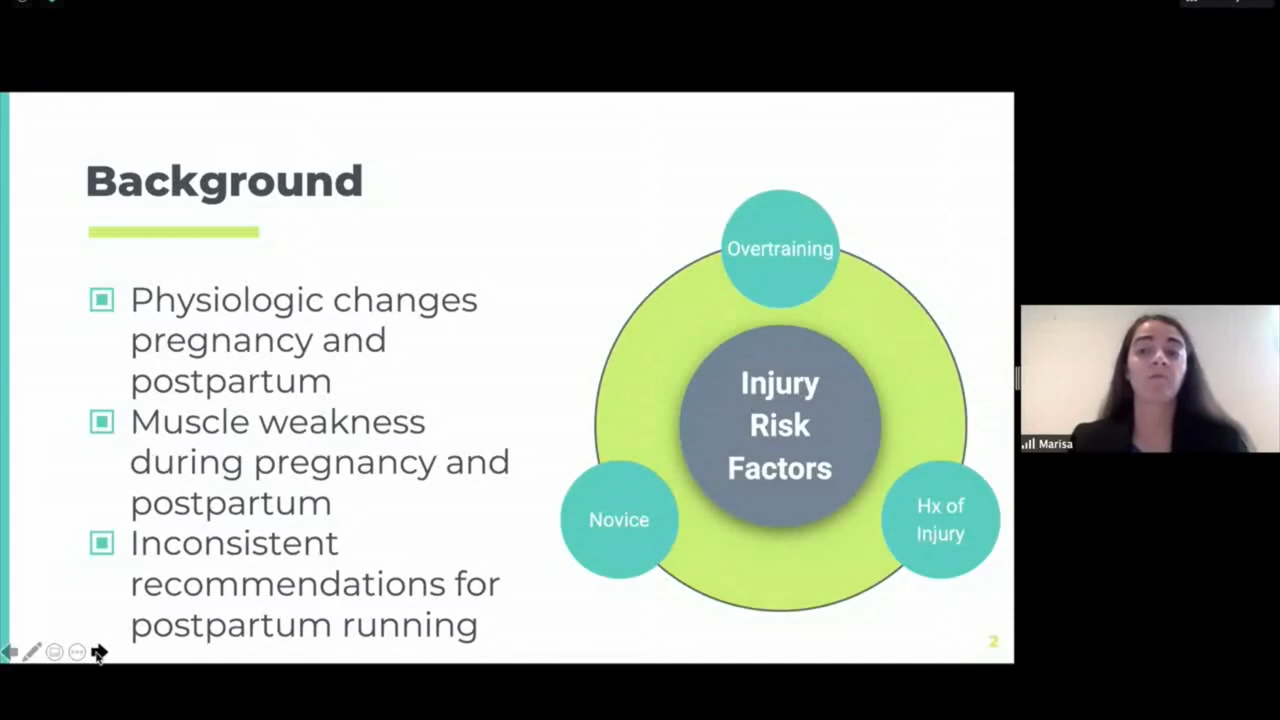 Background
Physiologic changes
pregnancy and
postpartum
Muscle weakness
during pregnancy and
postpartum
Inconsistent
recommendations for
postpartum running
Overtraining
Injury
Risk
Factors
Novice
Hx of
Injury
2
Marisa